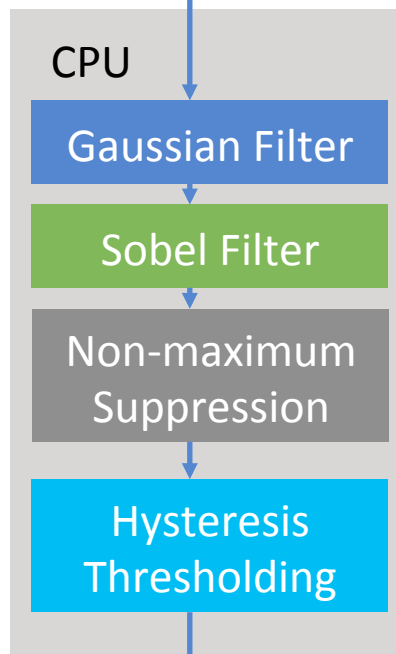 CPU
Gaussian Filter
Sobel Filter
Non-maximum
Suppression
Hysteresis
Thresholding